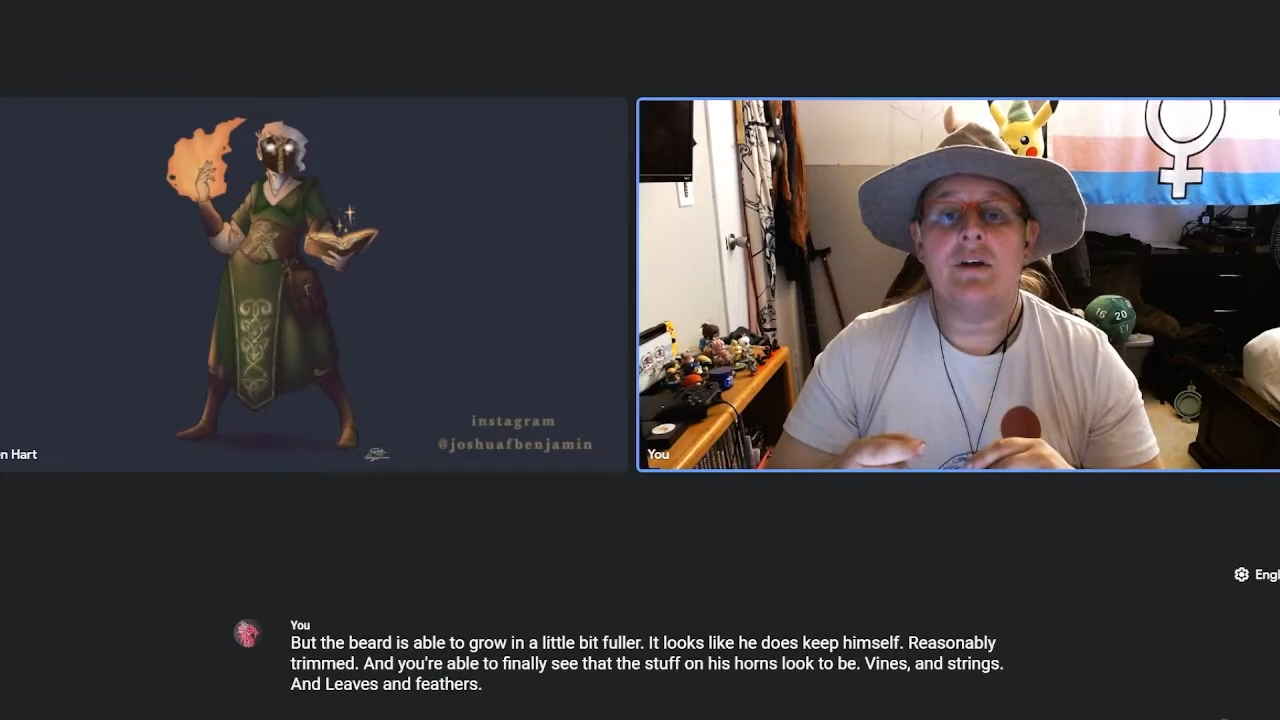 instagram
@joshuafbenjamin
n Hart
You
16 20
Engl
You
But the beard is able to grow in a little bit fuller. It looks like he does keep himself. Reasonably
trimmed. And you're able to finally see that the stuff on his horns look to be. Vines, and strings.
And Leaves and feathers.